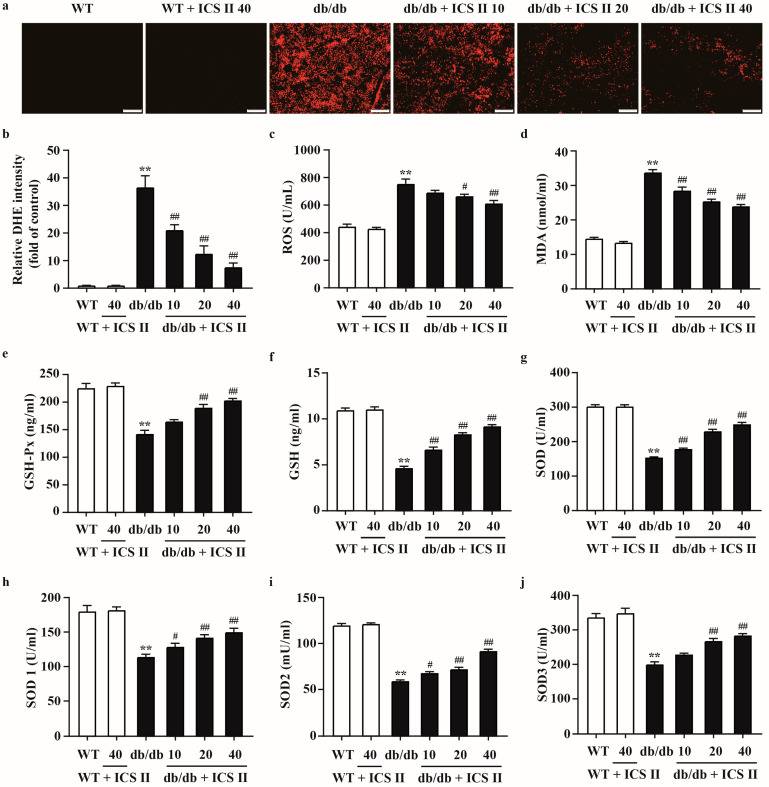 a
WT
WT + ICS II 40
db/db
db/db + ICS II 10
db/db + ICS II 20
db/db + ICS II 40
b
Relative DHE intensity
(fold of control)
50
40
30
20
10
0
**
##
##
##
WT 40 db/db 10 20 40
WT + ICS II db/db + ICS II
c
ROS (U/mL)
1000
800
600
400
200
0
**
#
##
WT 40 db/db 10 20 40
WT + ICS II db/db + ICS II
d
MDA (nmol/ml)
40
30
20
10
0
**
##
##
##
WT 40 db/db 10 20 40
WT + ICS II db/db + ICS II
e
GSH-Px (ng/ml)
250
200
150
100
50
0
**
##
##
WT 40 db/db 10 20 40
WT + ICS II db/db + ICS II
f
GSH (ng/ml)
15
10
5
0
**
##
##
##
WT 40 db/db 10 20 40
WT + ICS II db/db + ICS II
g
SOD (U/ml)
400
300
200
100
0
**
##
##
##
WT 40 db/db 10 20 40
WT + ICS II db/db + ICS II
h
SOD 1 (U/ml)
200
150
100
50
0
**
#
##
##
WT 40 db/db 10 20 40
WT + ICS II db/db + ICS II
i
SOD2 (mU/ml)
150
100
50
0
**
#
##
##
WT 40 db/db 10 20 40
WT + ICS II db/db + ICS II
j
SOD3 (U/ml)
400
300
200
100
0
**
##
##
WT 40 db/db 10 20 40
WT + ICS II db/db + ICS II